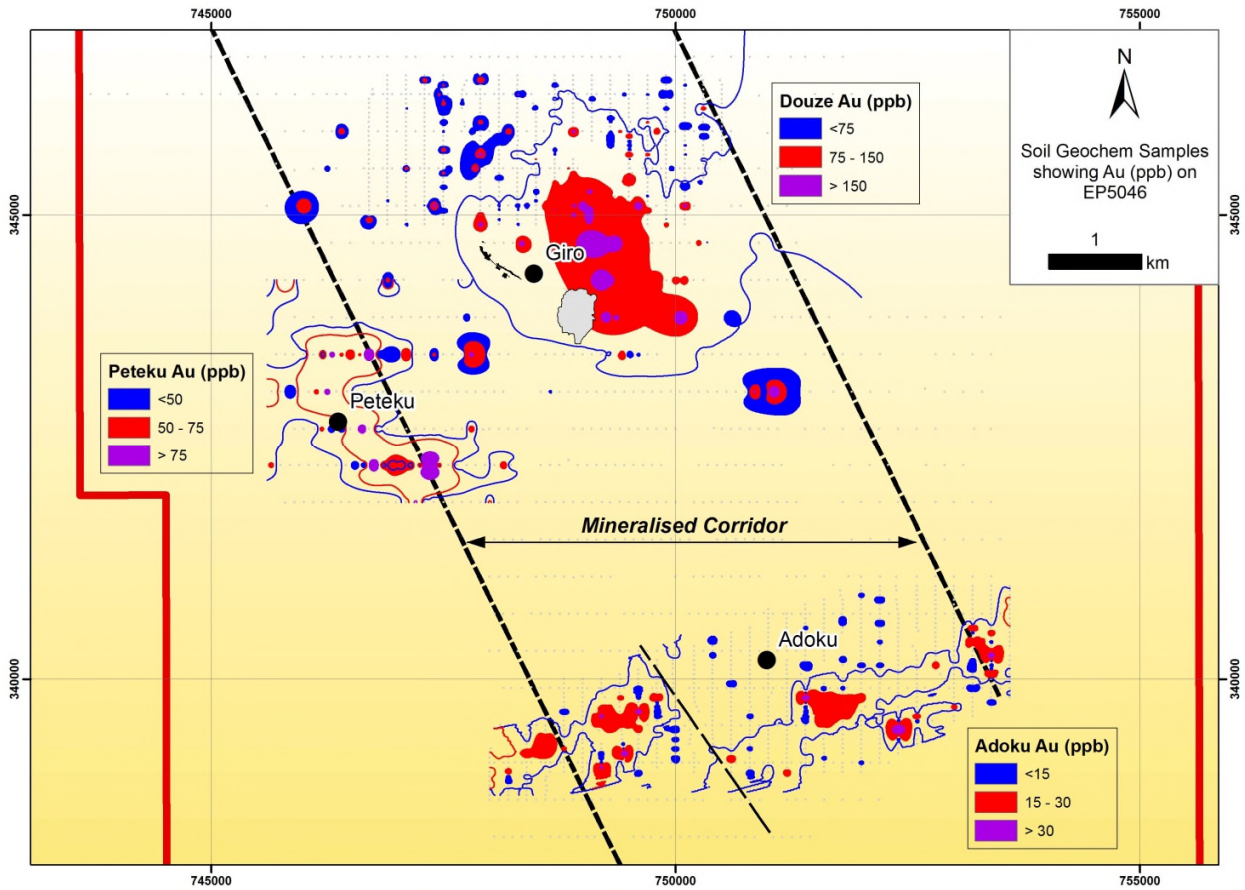 745000
750000
755000
N
Soil Geochem Samples
showing Au (ppb) on
EP5046
1
km
Douze Au (ppb)
<75
75 - 150
> 150
345000
345000
Giro
Peteku Au (ppb)
<50
50 - 75
> 75
Peteku
Mineralised Corridor
Adoku
340000
340000
Adoku Au (ppb)
<15
15 - 30
> 30
745000
750000
755000